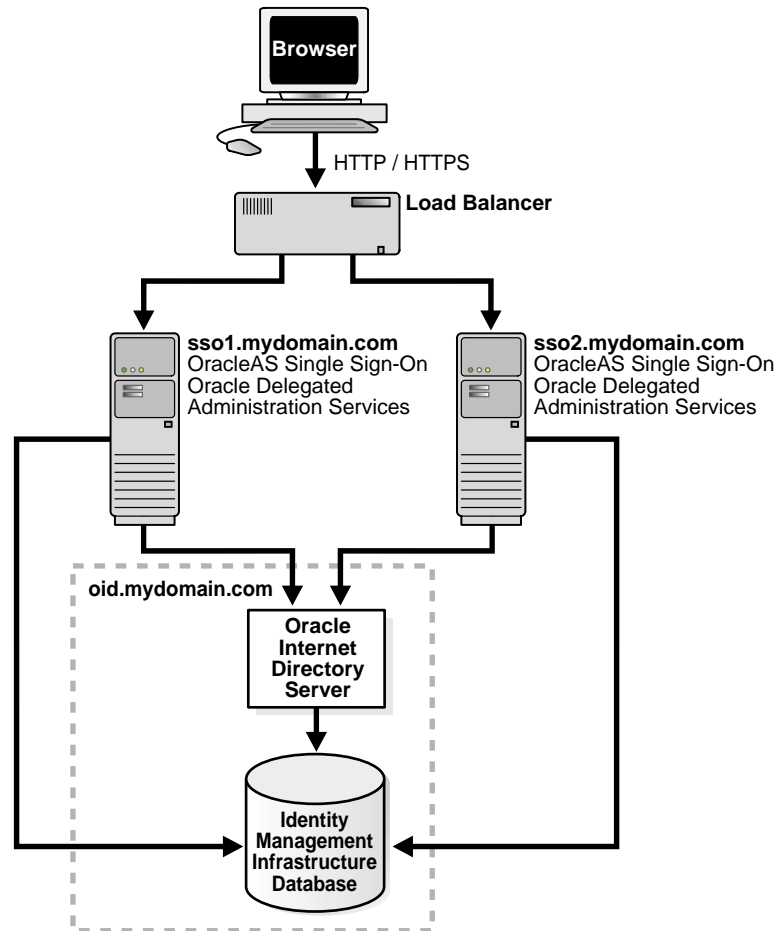 Browser
HTTP / HTTPS
Load Balancer
sso1.mydomain.com
OracleAS Single Sign-On
Oracle Delegated
Administration Services
sso2.mydomain.com
OracleAS Single Sign-On
Oracle Delegated
Administration Services
oid.mydomain.com
Oracle
Internet
Directory
Server
Identity
Management
Infrastructure
Database